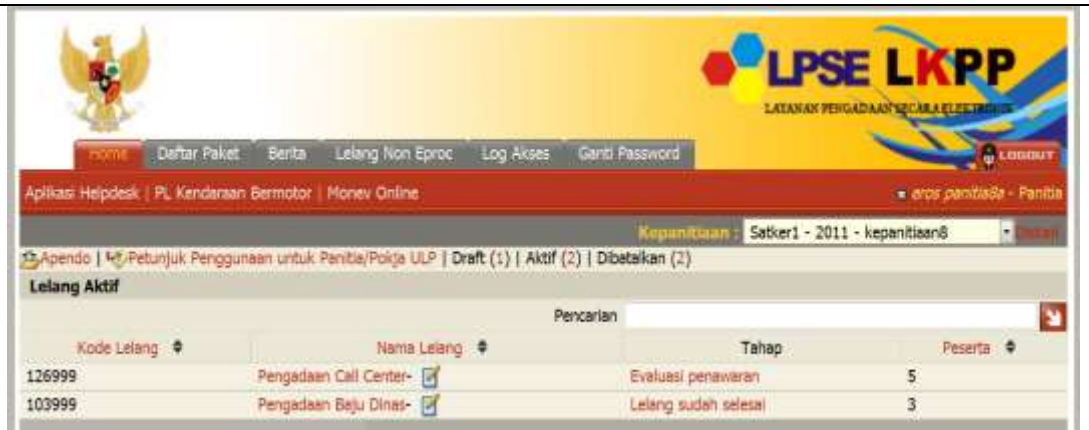 LPSE LKPP
LAYANAN PENGADAAN SECARA ELEKTRONIK
Home Daftar Paket Berita Lelang Non Eproc Log Akses Ganti Password
LOGOUT
Aplikasi Helpdesk | PL Kendaraan Bermotor | Monev Online eros panitia8a - Panitia
Kepanitiaan : Satker1 - 2011 - kepanitiaan8 Detail
Apendo | Petunjuk Penggunaan untuk Panitia/Pokja ULP | Draft (1) | Aktif (2) | Dibatalkan (2)
Lelang Aktif
Pencarian
Kode Lelang Nama Lelang Tahap Peserta
126999 Pengadaan Call Center- Evaluasi penawaran 5
103999 Pengadaan Baju Dinas- Lelang sudah selesai 3